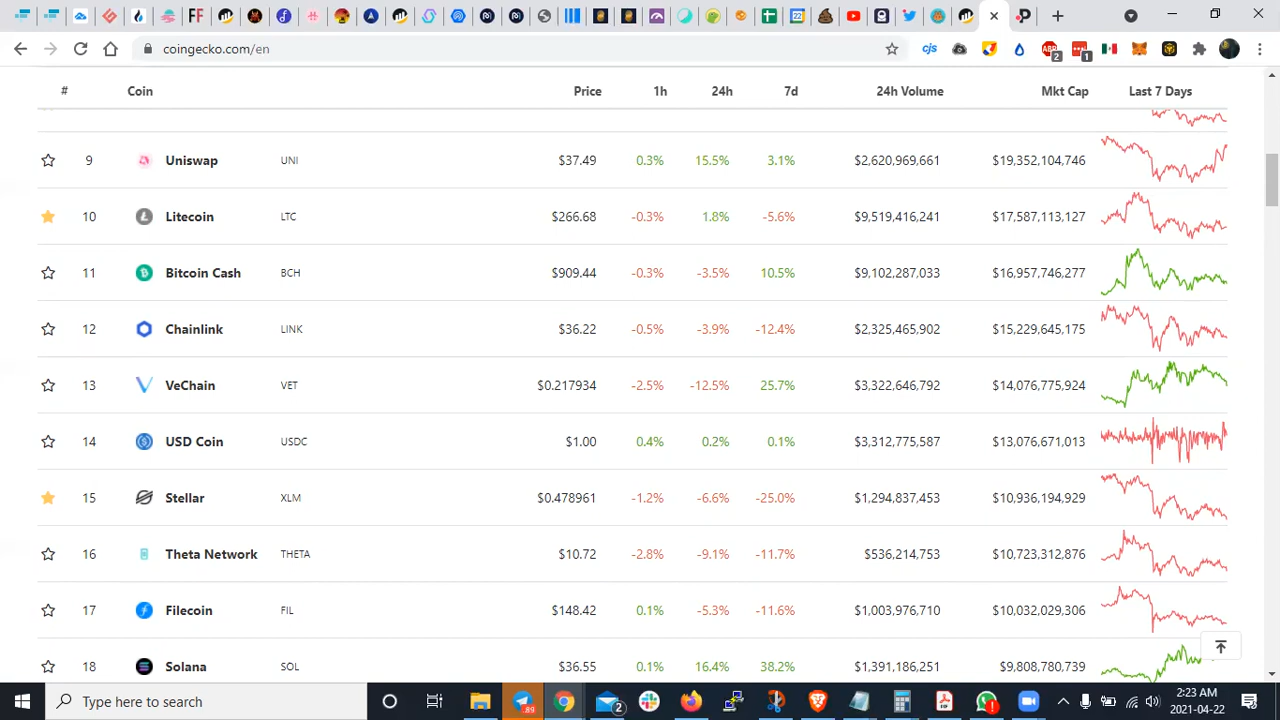 coingecko.com/en
cjs
ABP
2
1
# Coin Price 1h 24h 7d 24h Volume Mkt Cap Last 7 Days
9 Uniswap UNI $37.49 0.3% 15.5% 3.1% $2,620,969,661 $19,352,104,746
10 Litecoin LTC $266.68 -0.3% 1.8% -5.6% $9,519,416,241 $17,587,113,127
11 Bitcoin Cash BCH $909.44 -0.3% -3.5% 10.5% $9,102,287,033 $16,957,746,277
12 Chainlink LINK $36.22 -0.5% -3.9% -12.4% $2,325,465,902 $15,229,645,175
13 VeChain VET $0.217934 -2.5% -12.5% 25.7% $3,322,646,792 $14,076,775,924
14 USD Coin USDC $1.00 0.4% 0.2% 0.1% $3,312,775,587 $13,076,671,013
15 Stellar XLM $0.478961 -1.2% -6.6% -25.0% $1,294,837,453 $10,936,194,929
16 Theta Network THETA $10.72 -2.8% -9.1% -11.7% $536,214,753 $10,723,312,876
17 Filecoin FIL $148.42 0.1% -5.3% -11.6% $1,003,976,710 $10,032,029,306
18 Solana SOL $36.55 0.1% 16.4% 38.2% $1,391,186,251 $9,808,780,739
Type here to search
89
2
2:23 AM
2021-04-22